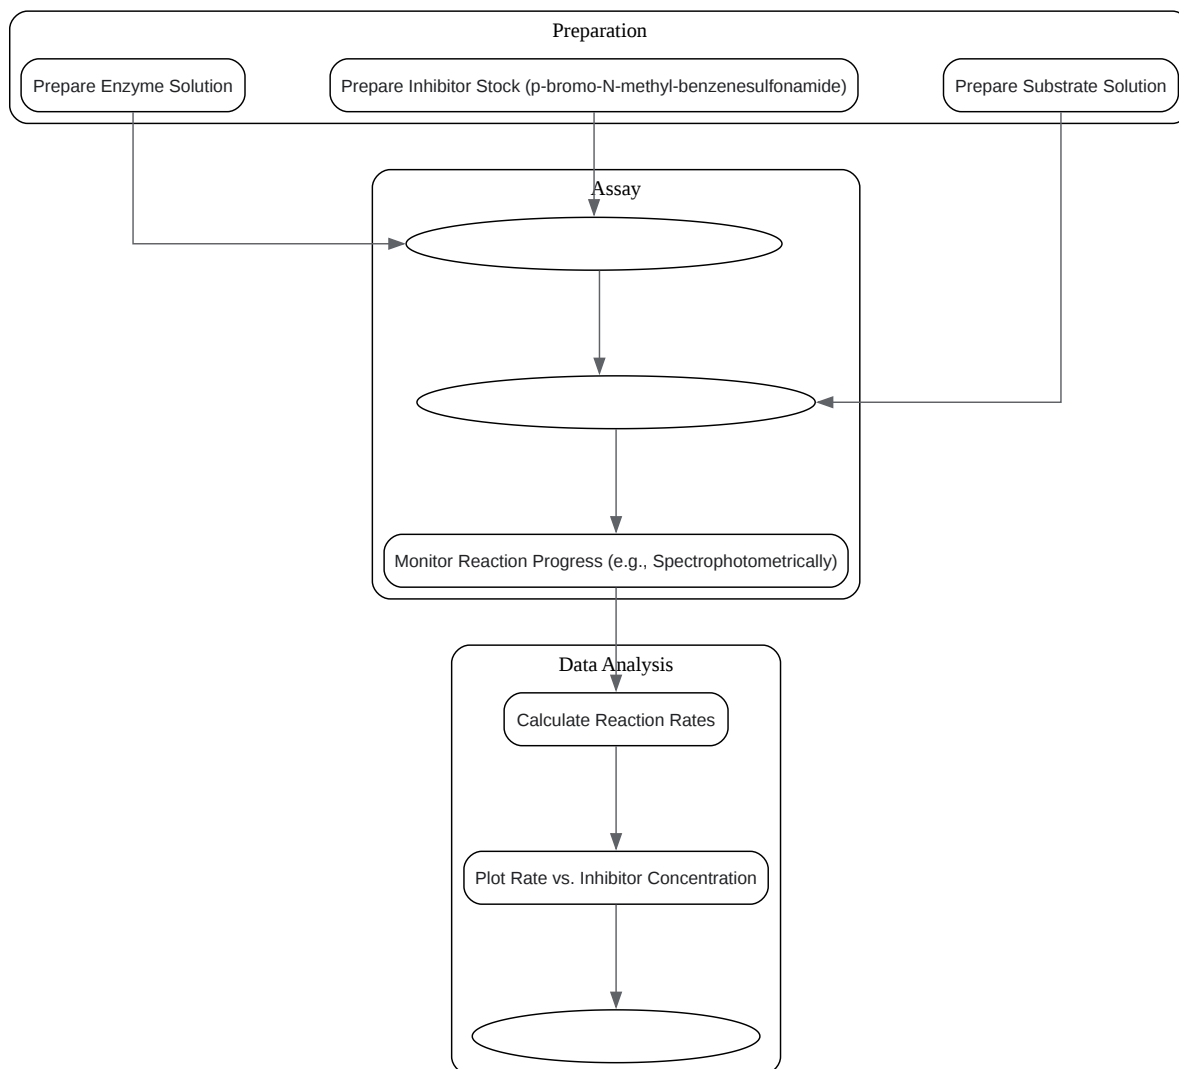 Preparation
Prepare Enzyme Solution
Prepare Inhibitor Stock (p-bromo-N-methyl-benzenesulfonamide)
Prepare Substrate Solution
Assay
Monitor Reaction Progress (e.g., Spectrophotometrically)
Data Analysis
Calculate Reaction Rates
Plot Rate vs. Inhibitor Concentration